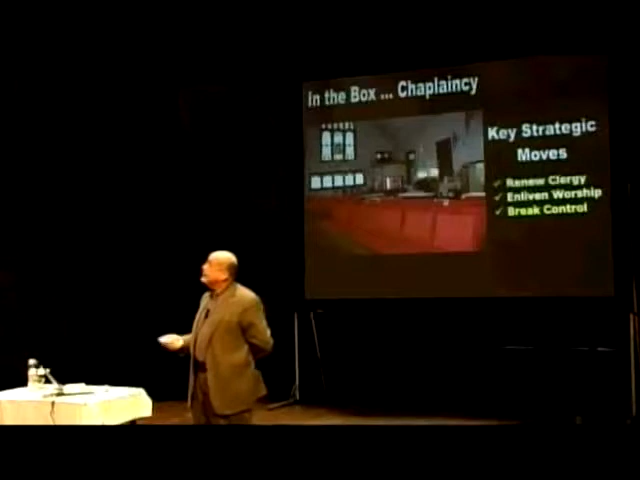 In the Box ... Chaplaincy
Key Strategic
Moves
✓ Renew Clergy
✓ Enliven Worship
✓ Break Control